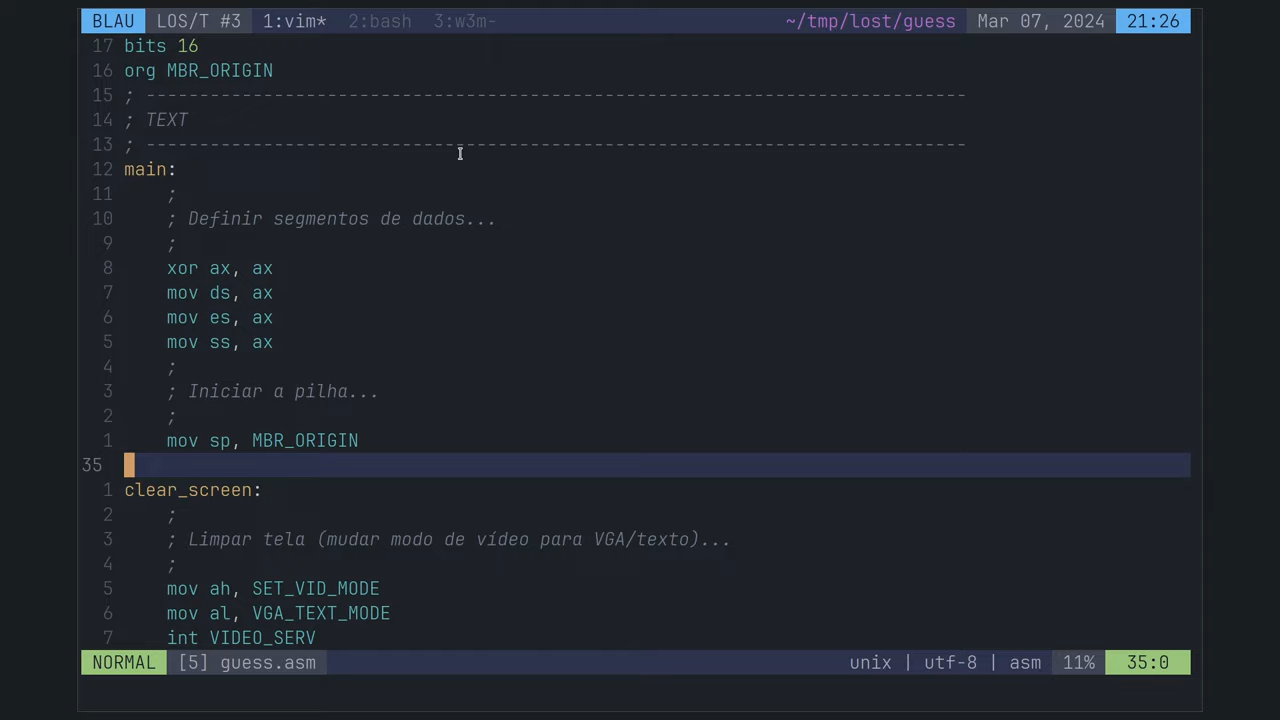 BLAU LOS/T #3 1:vim* 2:bash 3:w3m- ~/tmp/lost/guess Mar 07, 2024 21:26
17 bits 16
16 org MBR_ORIGIN
15 ; -----------------------------------------------------------------------------
14 ; TEXT
13 ; -----------------------------------------------------------------------------
12 main:
11 ;
10 ; Definir segmentos de dados...
9 ;
8 xor ax, ax
7 mov ds, ax
6 mov es, ax
5 mov ss, ax
4 ;
3 ; Iniciar a pilha...
2 ;
1 mov sp, MBR_ORIGIN
35
1 clear_screen:
2 ;
3 ; Limpar tela (mudar modo de vídeo para VGA/texto)...
4 ;
5 mov ah, SET_VID_MODE
6 mov al, VGA_TEXT_MODE
7 int VIDEO_SERV
NORMAL [5] guess.asm unix | utf-8 | asm 11% 35:0